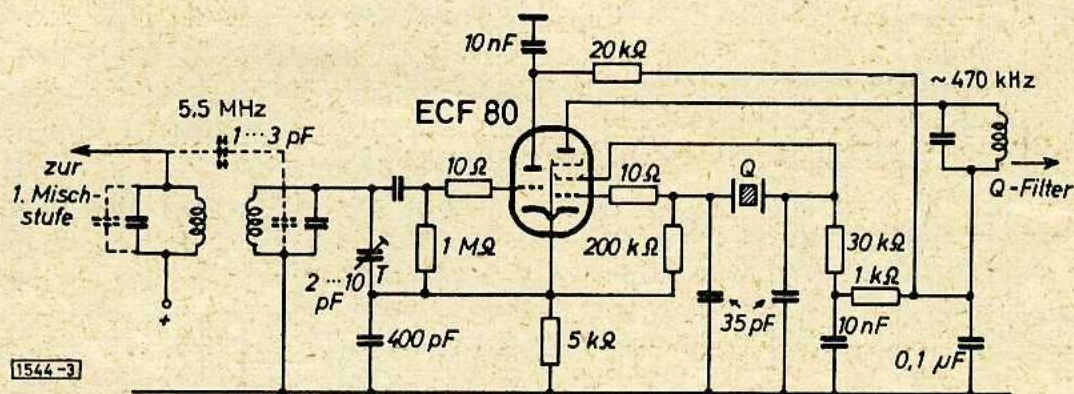 10 nF
20 kΩ
~ 470 kHz
5,5 MHz
1 ··· 3 pF
ECF 80
zur
1. Misch-
stufe
10 Ω
10 Ω
Q
Q-Filter
1 MΩ
200 kΩ
30 kΩ
1 kΩ
2 ··· 10
pF
T
+
400 pF
5 kΩ
35 pF
10 nF
0,1 µF
1544-3